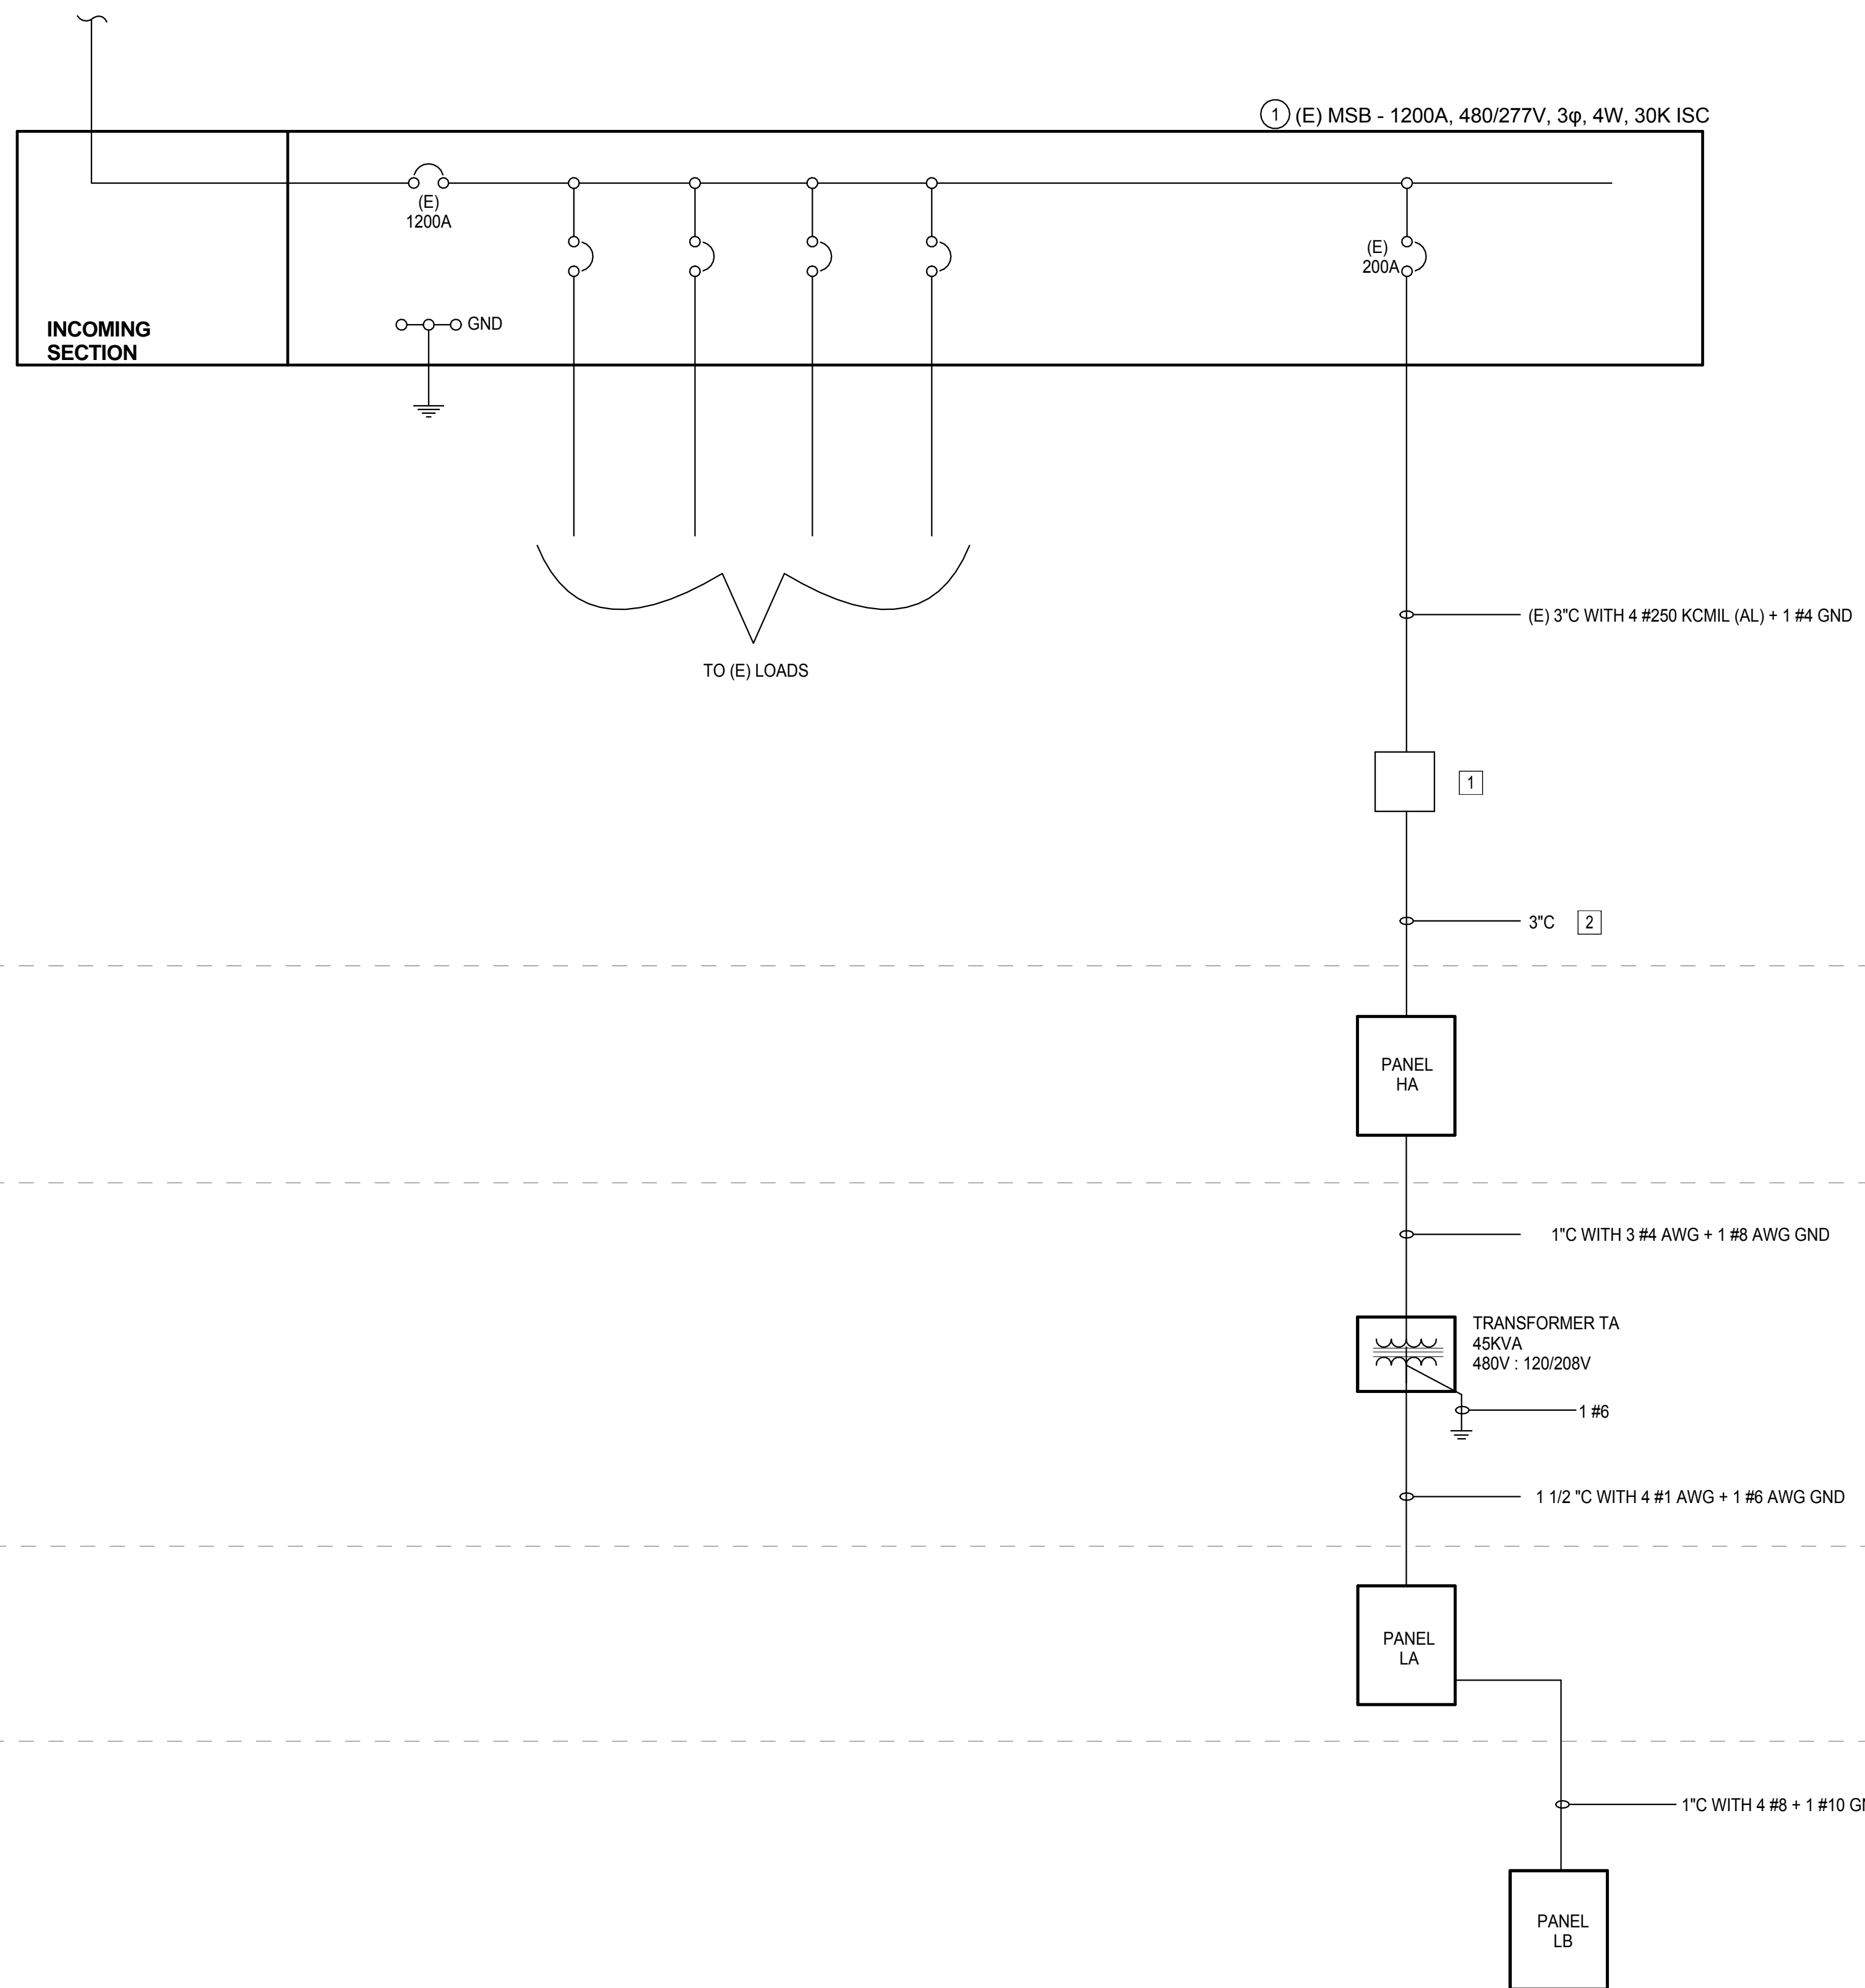 1 (E) MSB - 1200A, 480/277V, 3φ, 4W, 30K ISC
(E)
1200A
(E)
200A
INCOMING
SECTION
GND
(E) 3"C WITH 4 #250 KCMIL (AL) + 1 #4 GND
TO (E) LOADS
1
3"C 2
PANEL
HA
1"C WITH 3 #4 AWG + 1 #8 AWG GND
TRANSFORMER TA
45KVA
480V : 120/208V
1 #6
1 1/2 "C WITH 4 #1 AWG + 1 #6 AWG GND
PANEL
LA
1"C WITH 4 #8 + 1 #10
PANEL
LB